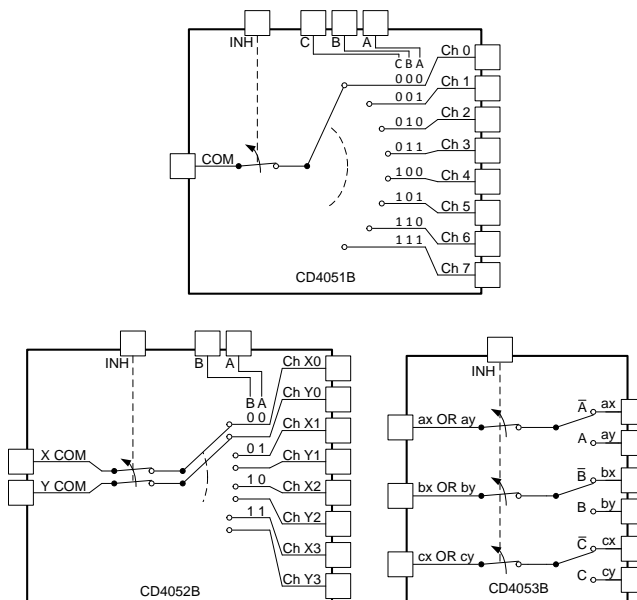 INH
C
B
A
C B A
Ch 0
0 0 0
Ch 1
0 0 1
Ch 2
0 1 0
Ch 3
0 1 1
COM
Ch 4
1 0 0
Ch 5
1 0 1
Ch 6
1 1 0
Ch 7
1 1 1
CD4051B
INH
B
A
Ch X0
B A
Ch Y0
0 0
Ch X1
0 1
X COM
Ch Y1
Y COM
1 0
Ch X2
Ch Y2
1 1
Ch X3
Ch Y3
CD4052B
INH
ax OR ay
A̅ ax
A ay
bx OR by
B̅ bx
B by
cx OR cy
C̅ cx
C cy
CD4053B